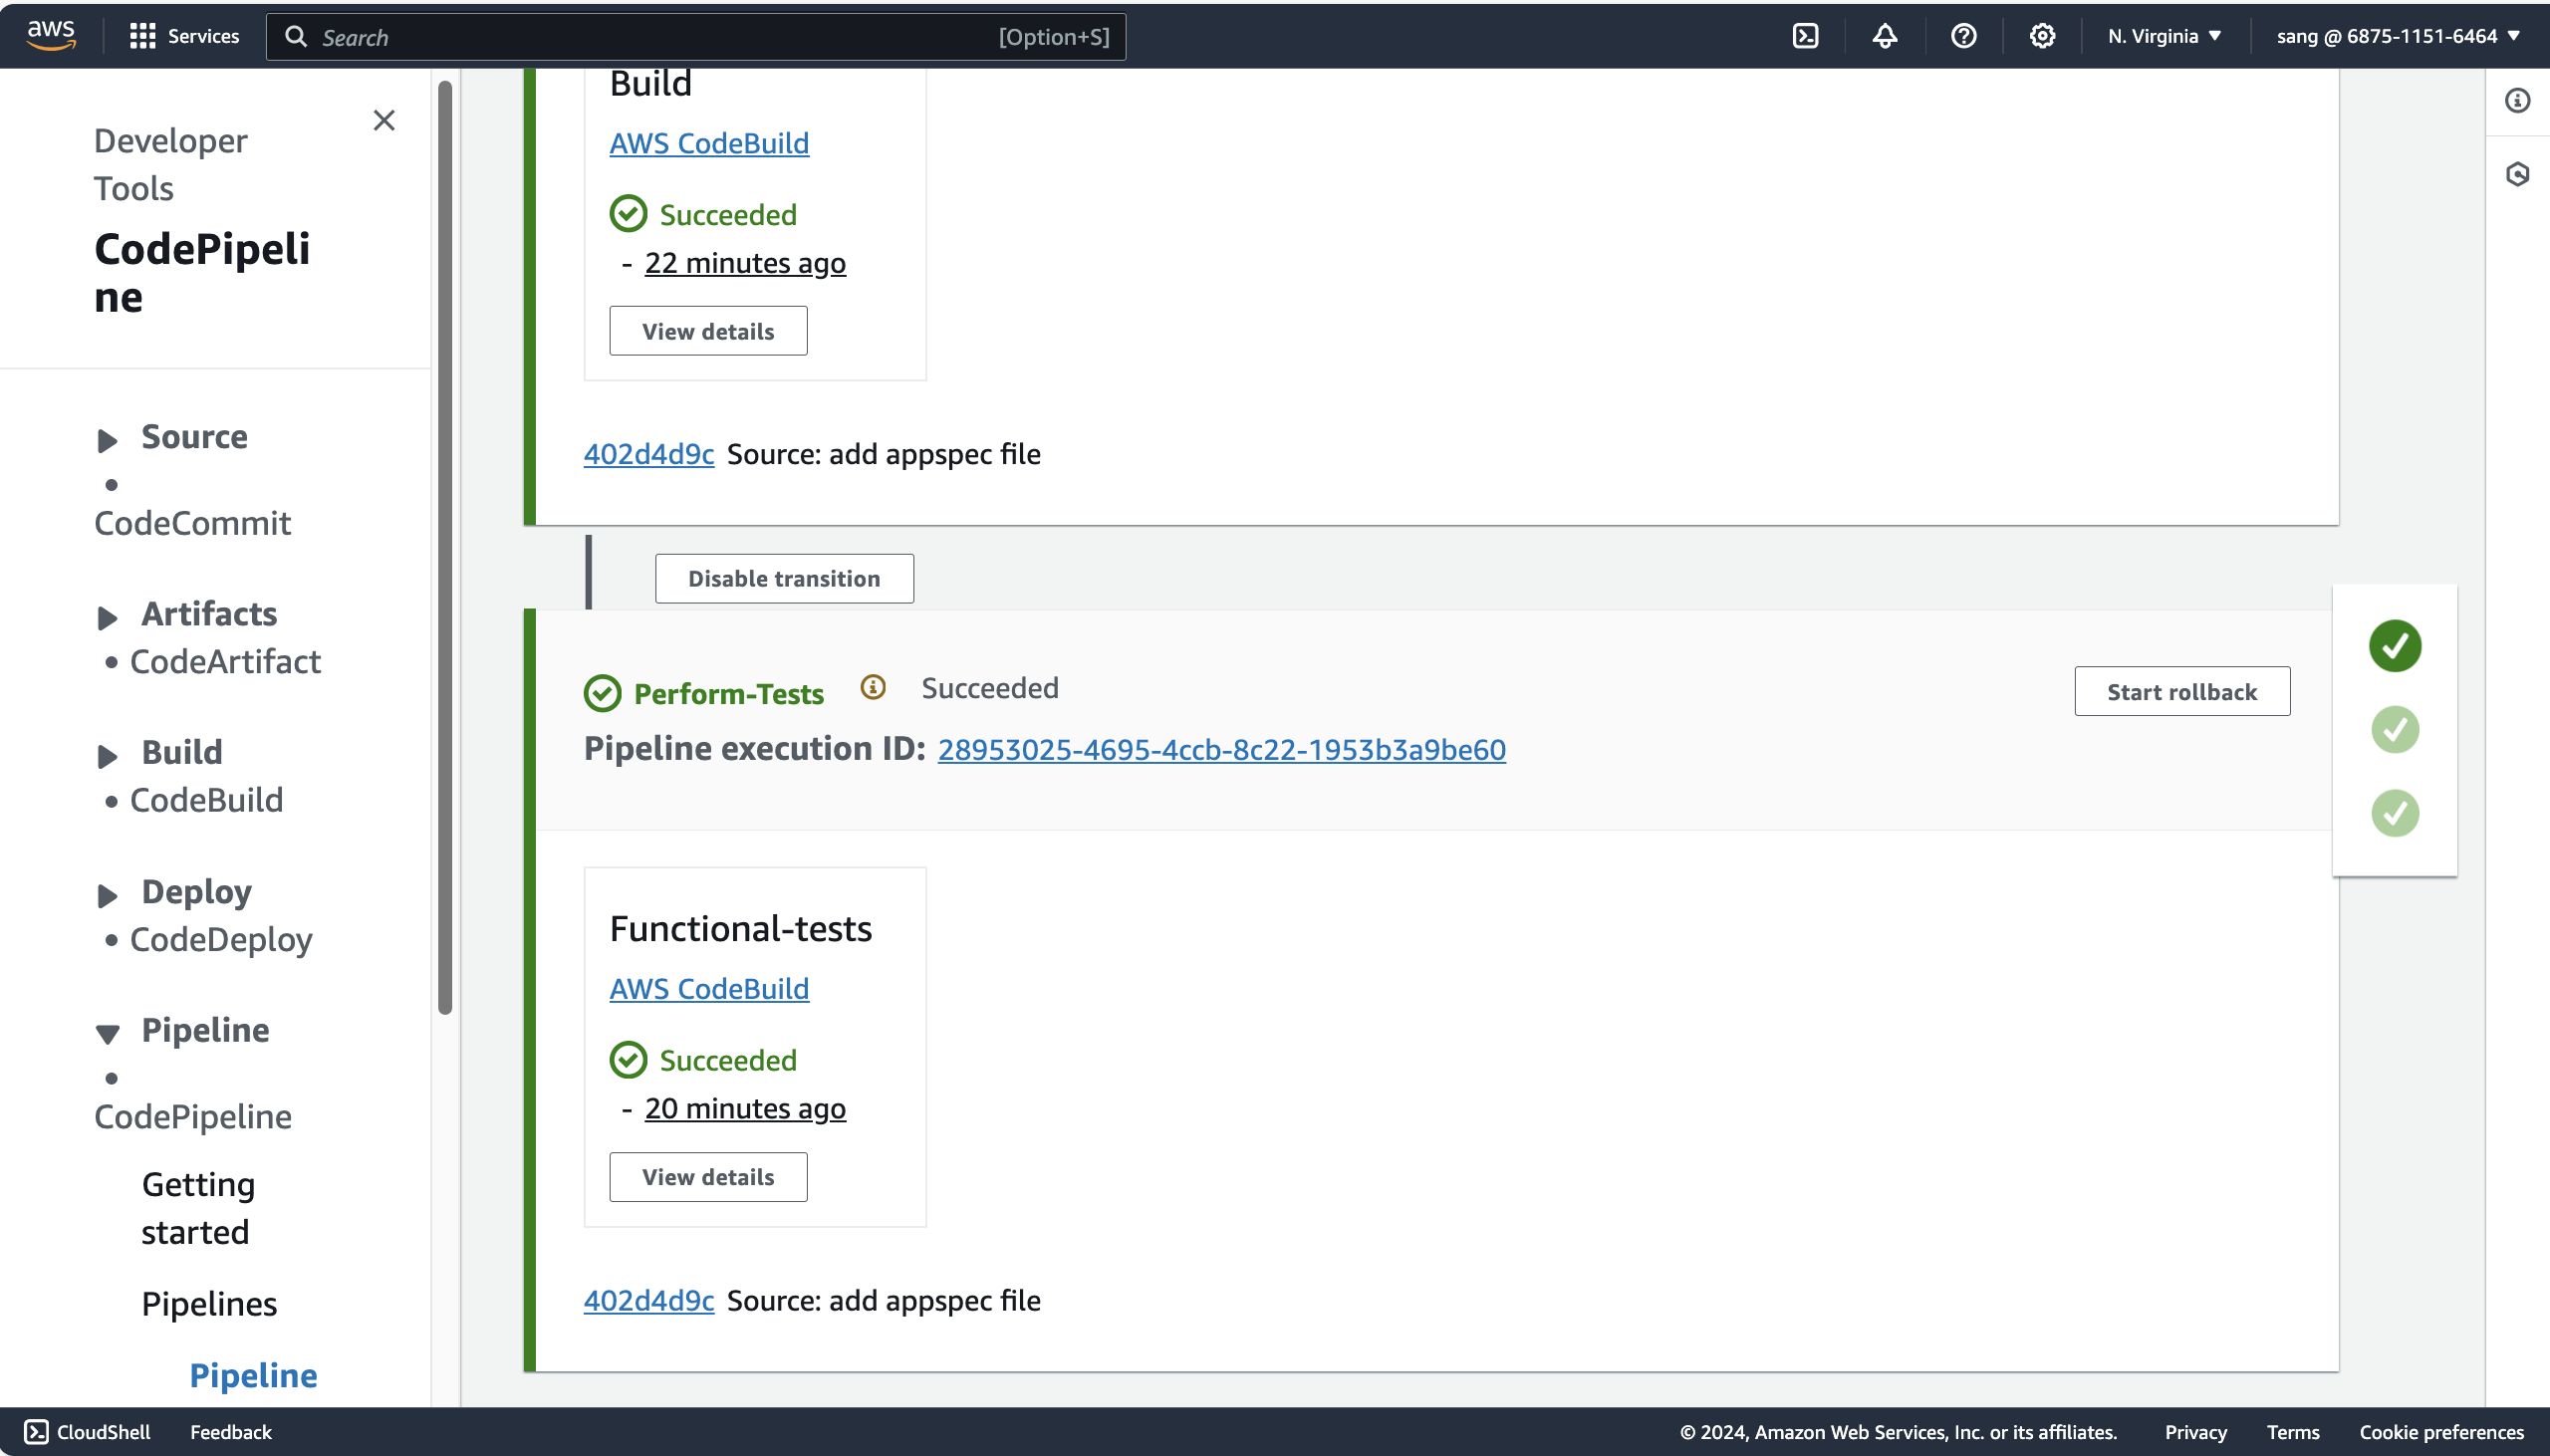 aws
Services
Search
[Option+S]
N. Virginia
sang @ 6875-1151-6464
Developer
Tools
CodePipeli
ne
Source
CodeCommit
Artifacts
CodeArtifact
Build
CodeBuild
Deploy
CodeDeploy
Pipeline
CodePipeline
Getting
started
Pipelines
Pipeline
Build
AWS CodeBuild
Succeeded
- 22 minutes ago
View details
402d4d9c Source: add appspec file
Disable transition
Perform-Tests Succeeded
Start rollback
Pipeline execution ID: 28953025-4695-4ccb-8c22-1953b3a9be60
Functional-tests
AWS CodeBuild
Succeeded
- 20 minutes ago
View details
402d4d9c Source: add appspec file
CloudShell
Feedback
© 2024, Amazon Web Services, Inc. or its affiliates.
Privacy
Terms
Cookie preferences